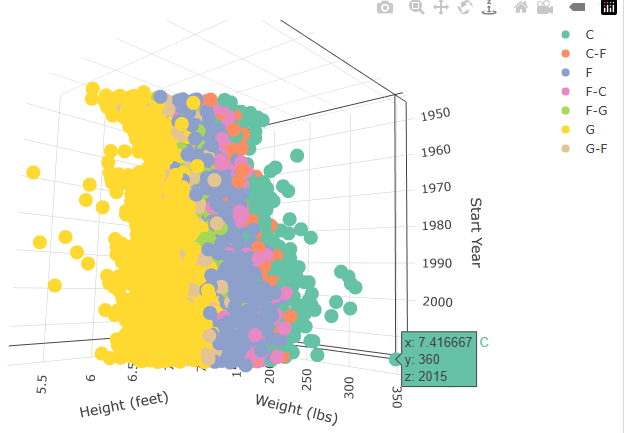 C
C-F
F
F-C
F-G
G
G-F
1950
1960
1970
1980
1990
2000
Start Year
x: 7.416667
y: 360
z: 2015
C
5.5
6
6.5
200
250
300
350
Height (feet)
Weight (lbs)